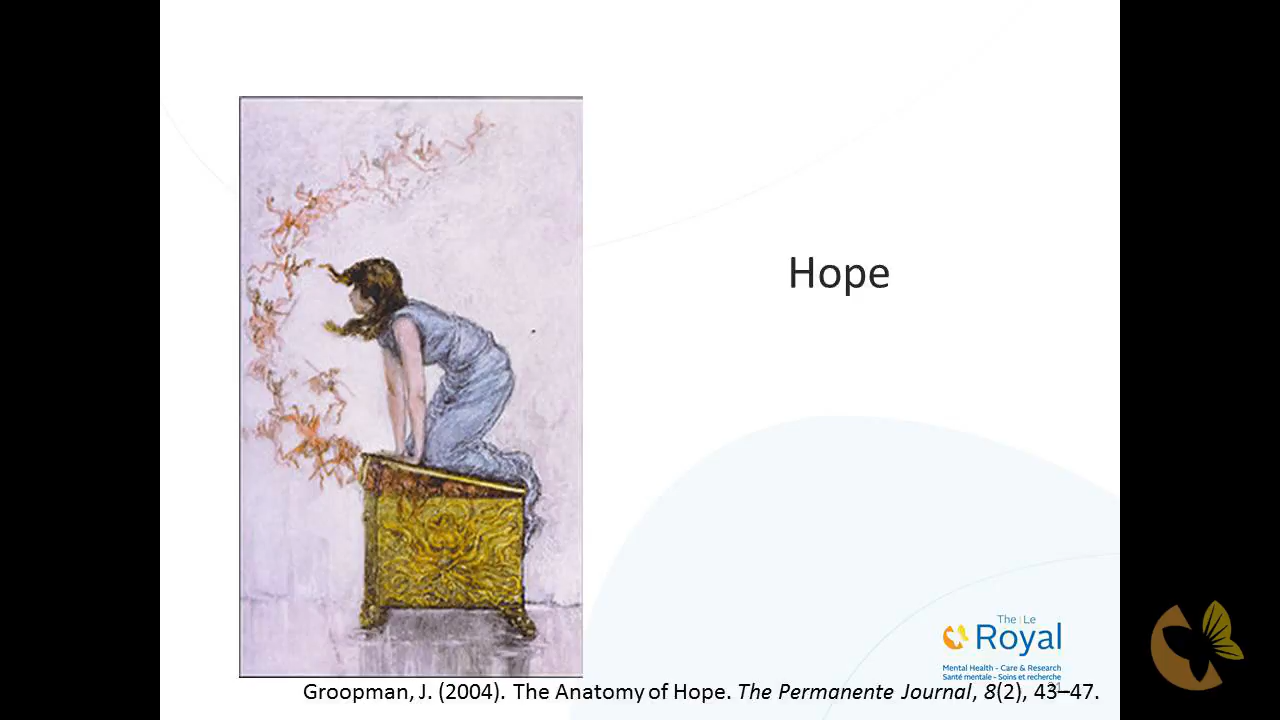 Hope
The | Le
Royal
Mental Health - Care & Research
Santé mentale - Soins et recherche
Groopman, J. (2004). The Anatomy of Hope. The Permanente Journal, 8(2), 43–47.